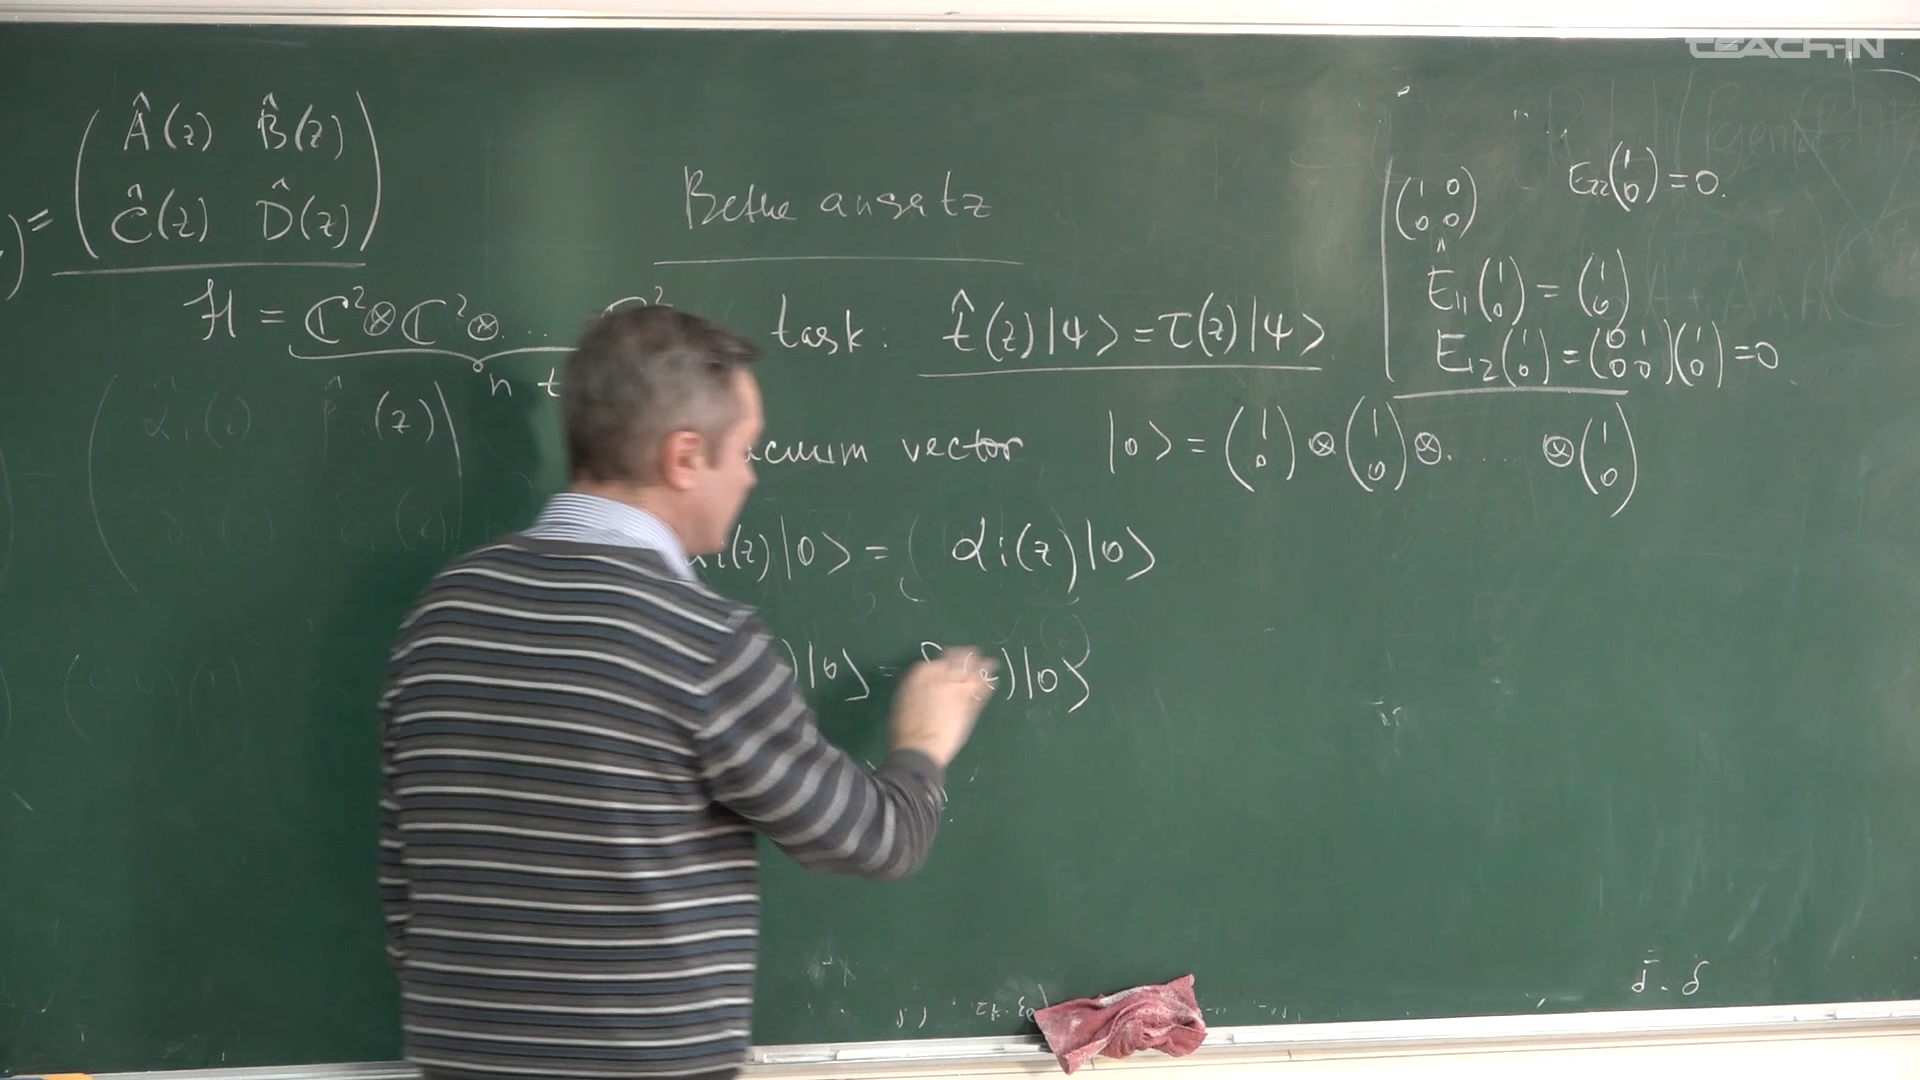 TEACH-IN
)= ( Â(z) B̂(z)
Ĉ(z) D̂(z) )
H = ℂ²⊗ℂ²⊗... ℂ²
n t
Bethe ansatz
task: t̂(z)|ψ> = τ(z)|ψ>
vector |0> = (1 0) ⊗ (1 0) ⊗ . . . . ⊗ (1 0)
i(z)|0> = ( αi(z)|0>
)|0> = (z)|0>
(1 0 0 0) E₂₂(1 0) = 0.
Ê₁₁(1 0) = (1 0)
E₁₂(1 0) = (0 1 0 0)(1 0) = 0
(z)